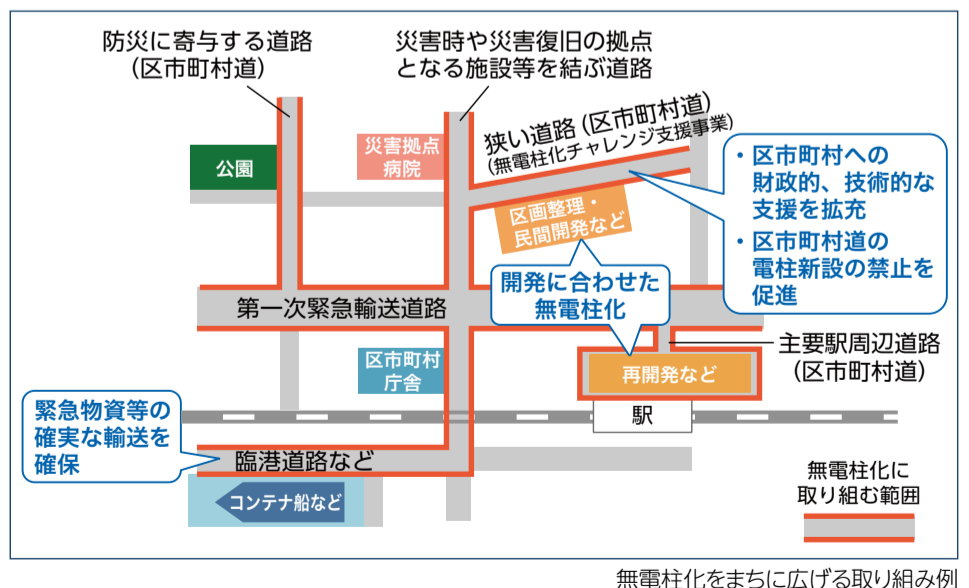 防災に寄与する道路
(区市町村道)
災害時や災害復旧の拠点
となる施設等を結ぶ道路
狭い道路(区市町村道)
(無電柱化チャレンジ支援事業)
公園
災害拠点
病院
・区市町村への
財政的、技術的な
支援を拡充
・区市町村道の
電柱新設の禁止を
促進
区画整理・
民間開発など
開発に合わせた
無電柱化
第一次緊急輸送道路
区市町村
庁舎
再開発など
主要駅周辺道路
(区市町村道)
駅
緊急物資等の
確実な輸送を
確保
臨港道路など
コンテナ船など
無電柱化に
取り組む範囲
無電柱化をまちに広げる取り組み例